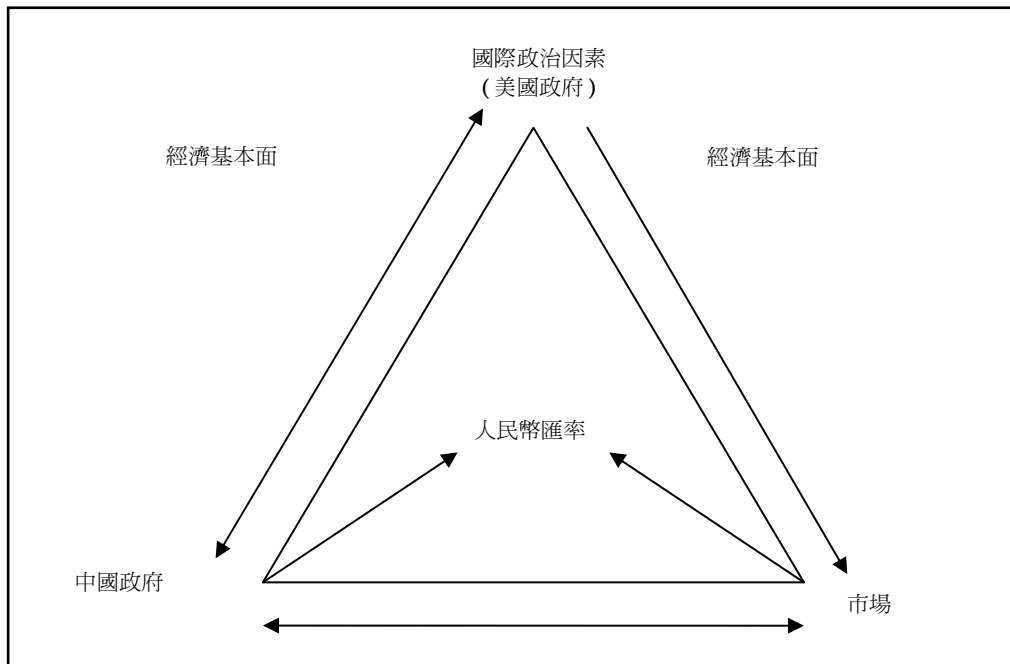 國際政治因素
( 美國政府 )
經濟基本面
經濟基本面
人民幣匯率
中國政府
市場